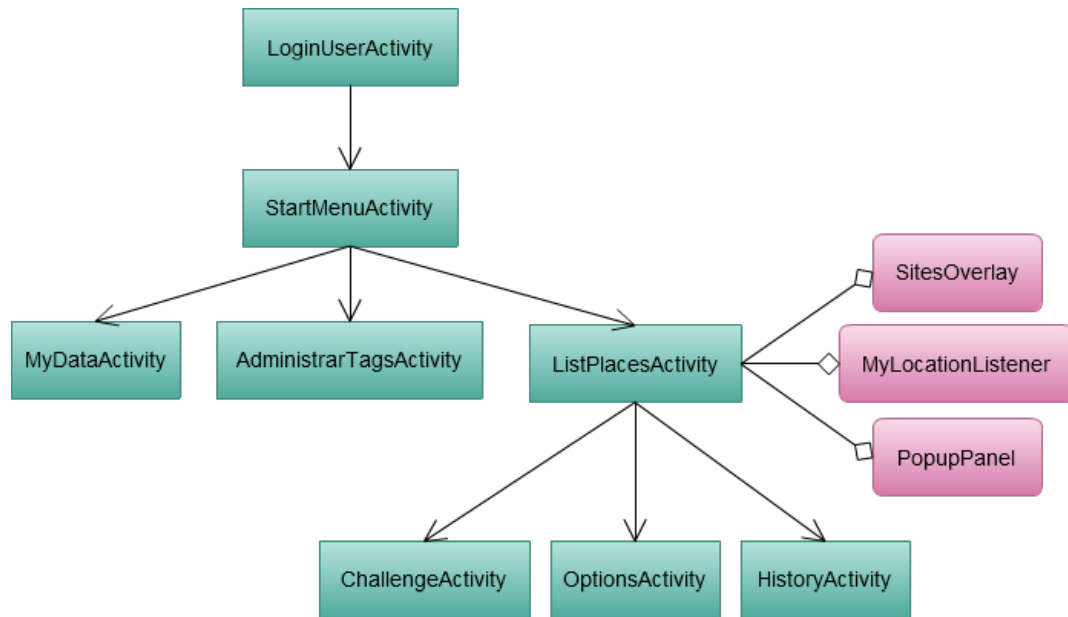 LoginUserActivity
StartMenuActivity
SitesOverlay
MyDataActivity
AdministrarTagsActivity
ListPlacesActivity
MyLocationListener
PopupPanel
ChallengeActivity
OptionsActivity
HistoryActivity